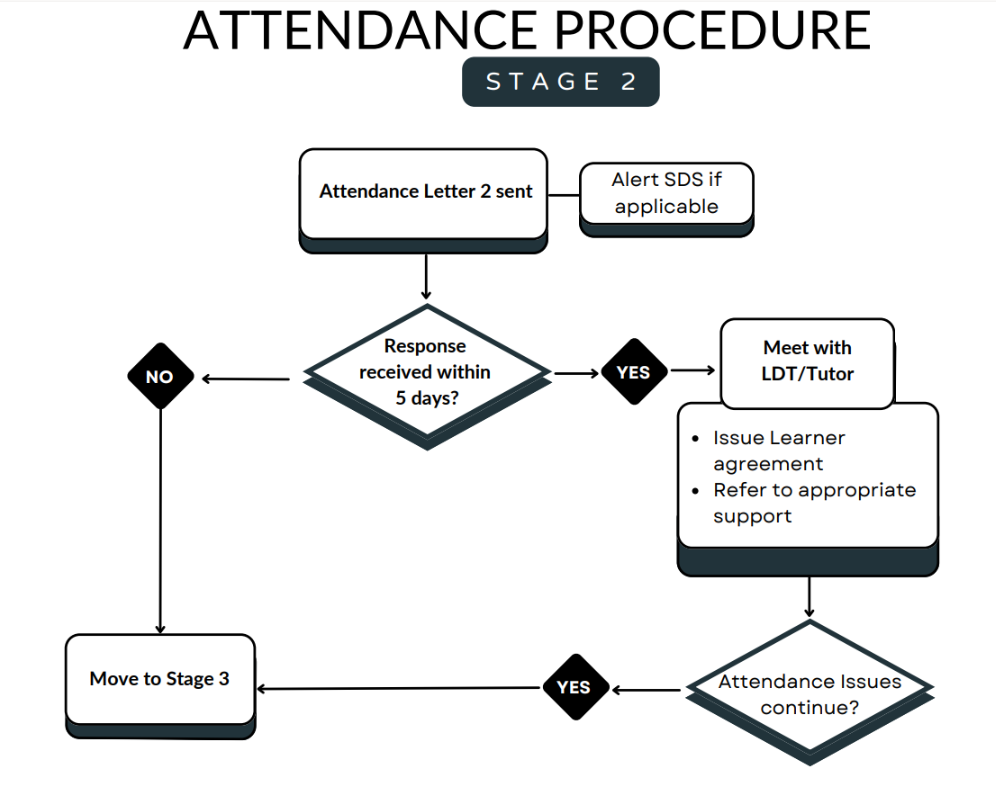 ATTENDANCE PROCEDURE
STAGE 2
Attendance Letter 2 sent
Alert SDS if
applicable
Response
received within
5 days?
NO
YES
Meet with
LDT/Tutor
• Issue Learner
agreement
• Refer to appropriate
support
Attendance Issues
continue?
YES
Move to Stage 3